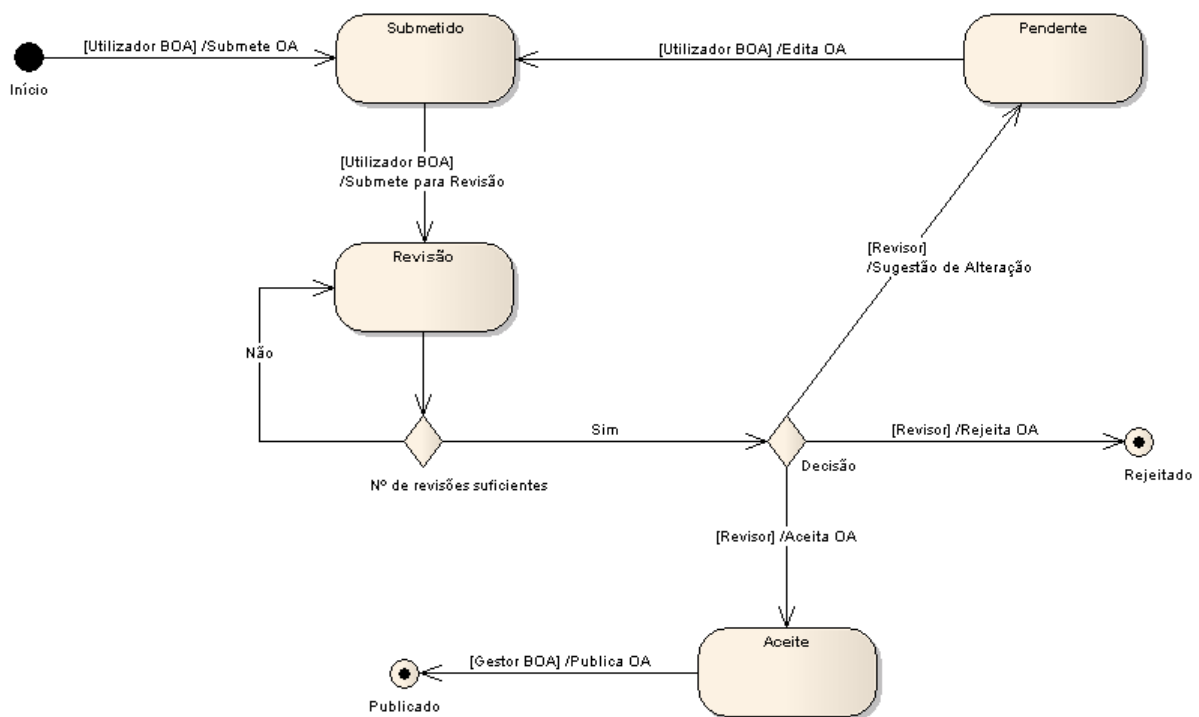 Submetido
Pendente
[Utilizador BOA] /Submete OA
[Utilizador BOA] /Edita OA
Início
[Utilizador BOA]
/Submete para Revisão
Revisão
[Revisor]
/Sugestão de Alteração
Não
Sim
[Revisor] /Rejeita OA
Decisão
Rejeitado
Nº de revisões suficientes
[Revisor] /Aceita OA
Aceite
[Gestor BOA] /Publica OA
Publicado